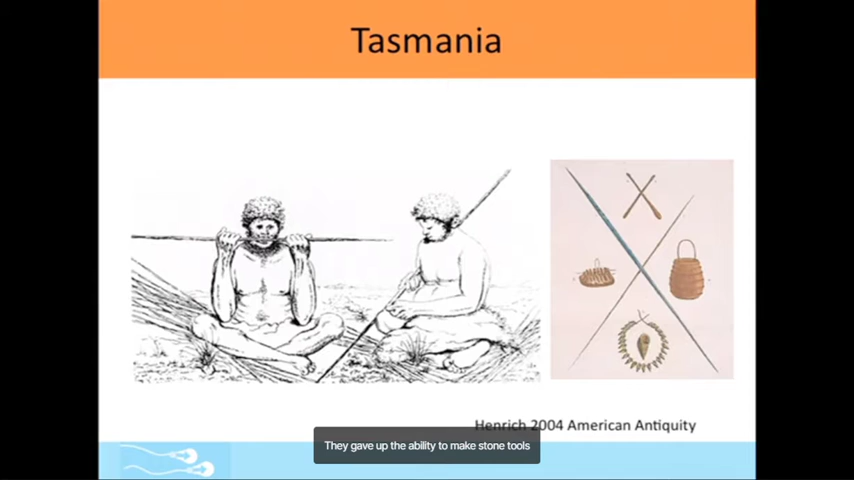 Tasmania
Henrich 2004 American Antiquity
They gave up the ability to make stone tools